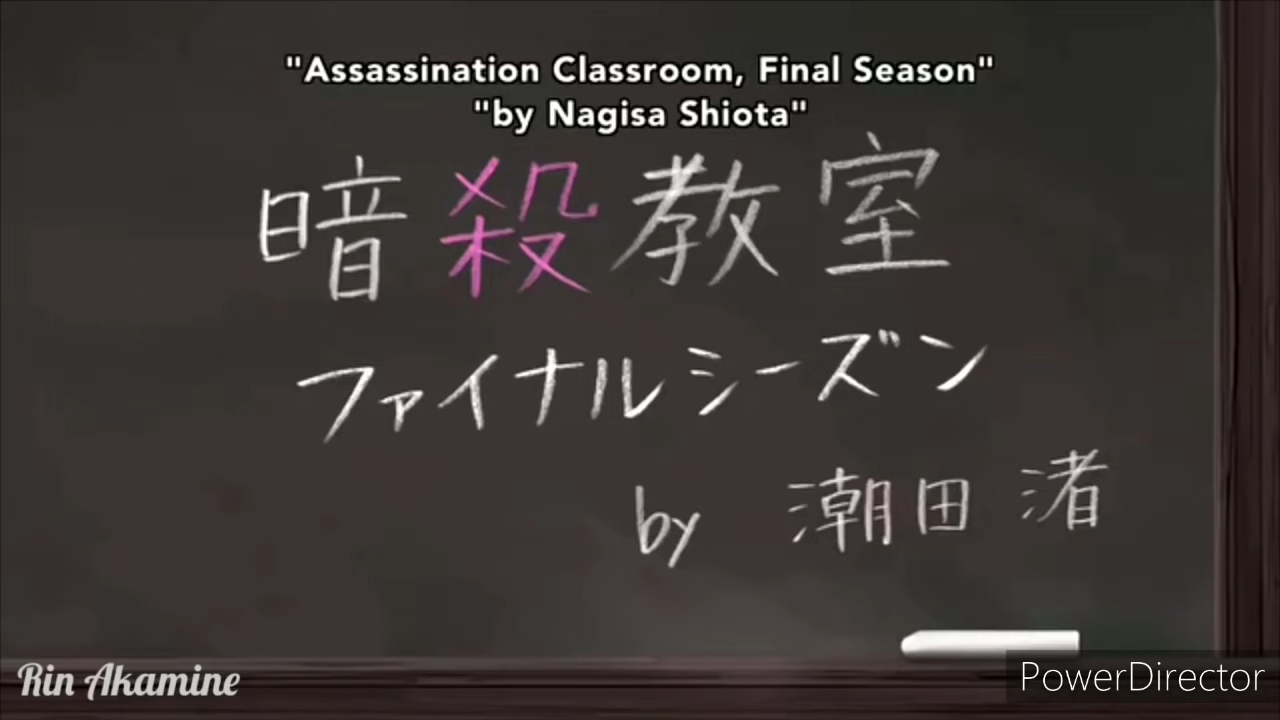 "Assassination Classroom, Final Season"
"by Nagisa Shiota"
暗殺教室
ファイナルシーズン
by 潮田 渚
Rin Akamine
PowerDirector